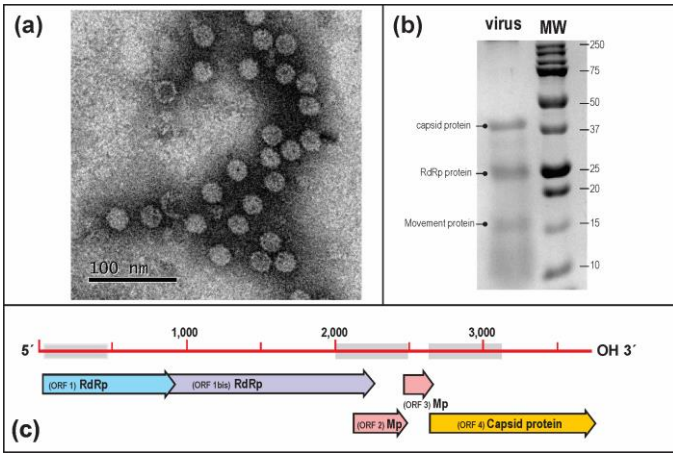 (a)
100 nm
(b)
virus MW
250
75
50
capsid protein
37
RdRp protein
25
20
Movement protein
15
10
1,000 2,000 3,000
5´ OH 3´
(ORF 1) RdRp (ORF 1bis) RdRp
(ORF 3) Mp
(ORF 2) Mp (ORF 4) Capsid protein
(c)